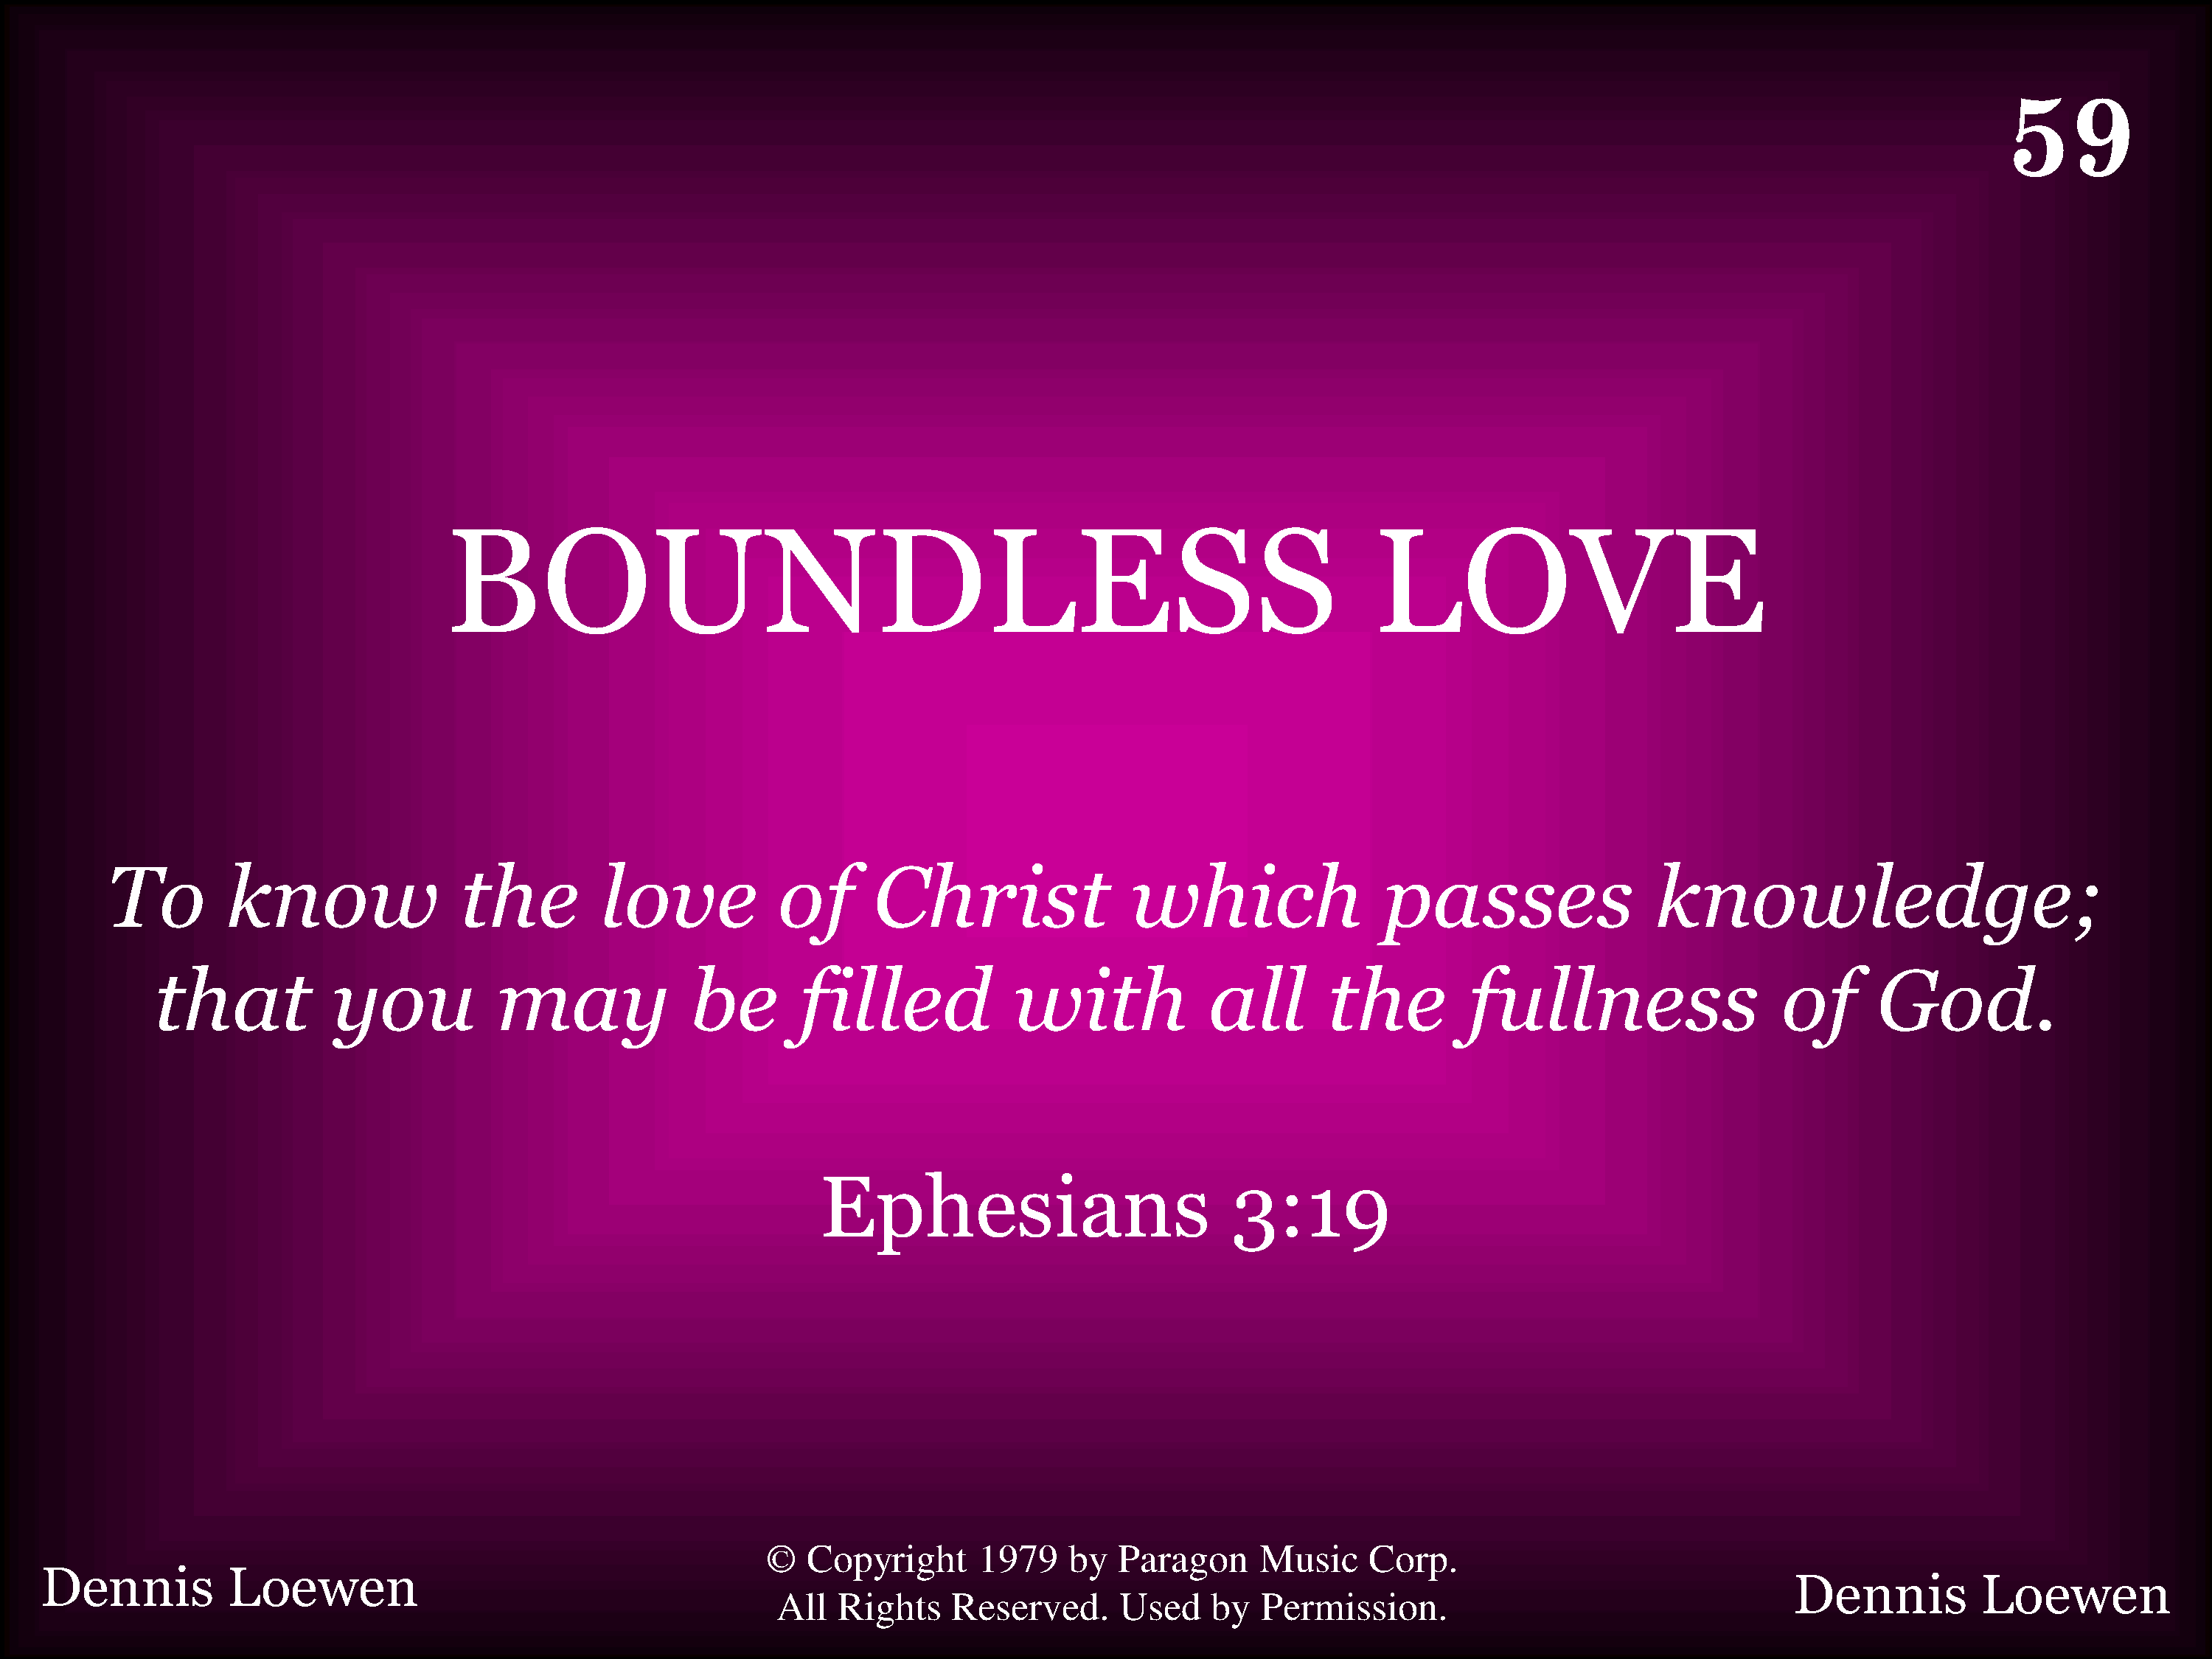 59
BOUNDLESS LOVE
To know the love of Christ which passes knowledge;
that you may be filled with all the fullness of God.
Ephesians 3:19
Dennis Loewen
© Copyright 1979 by Paragon Music Corp.
All Rights Reserved. Used by Permission.
Dennis Loewen